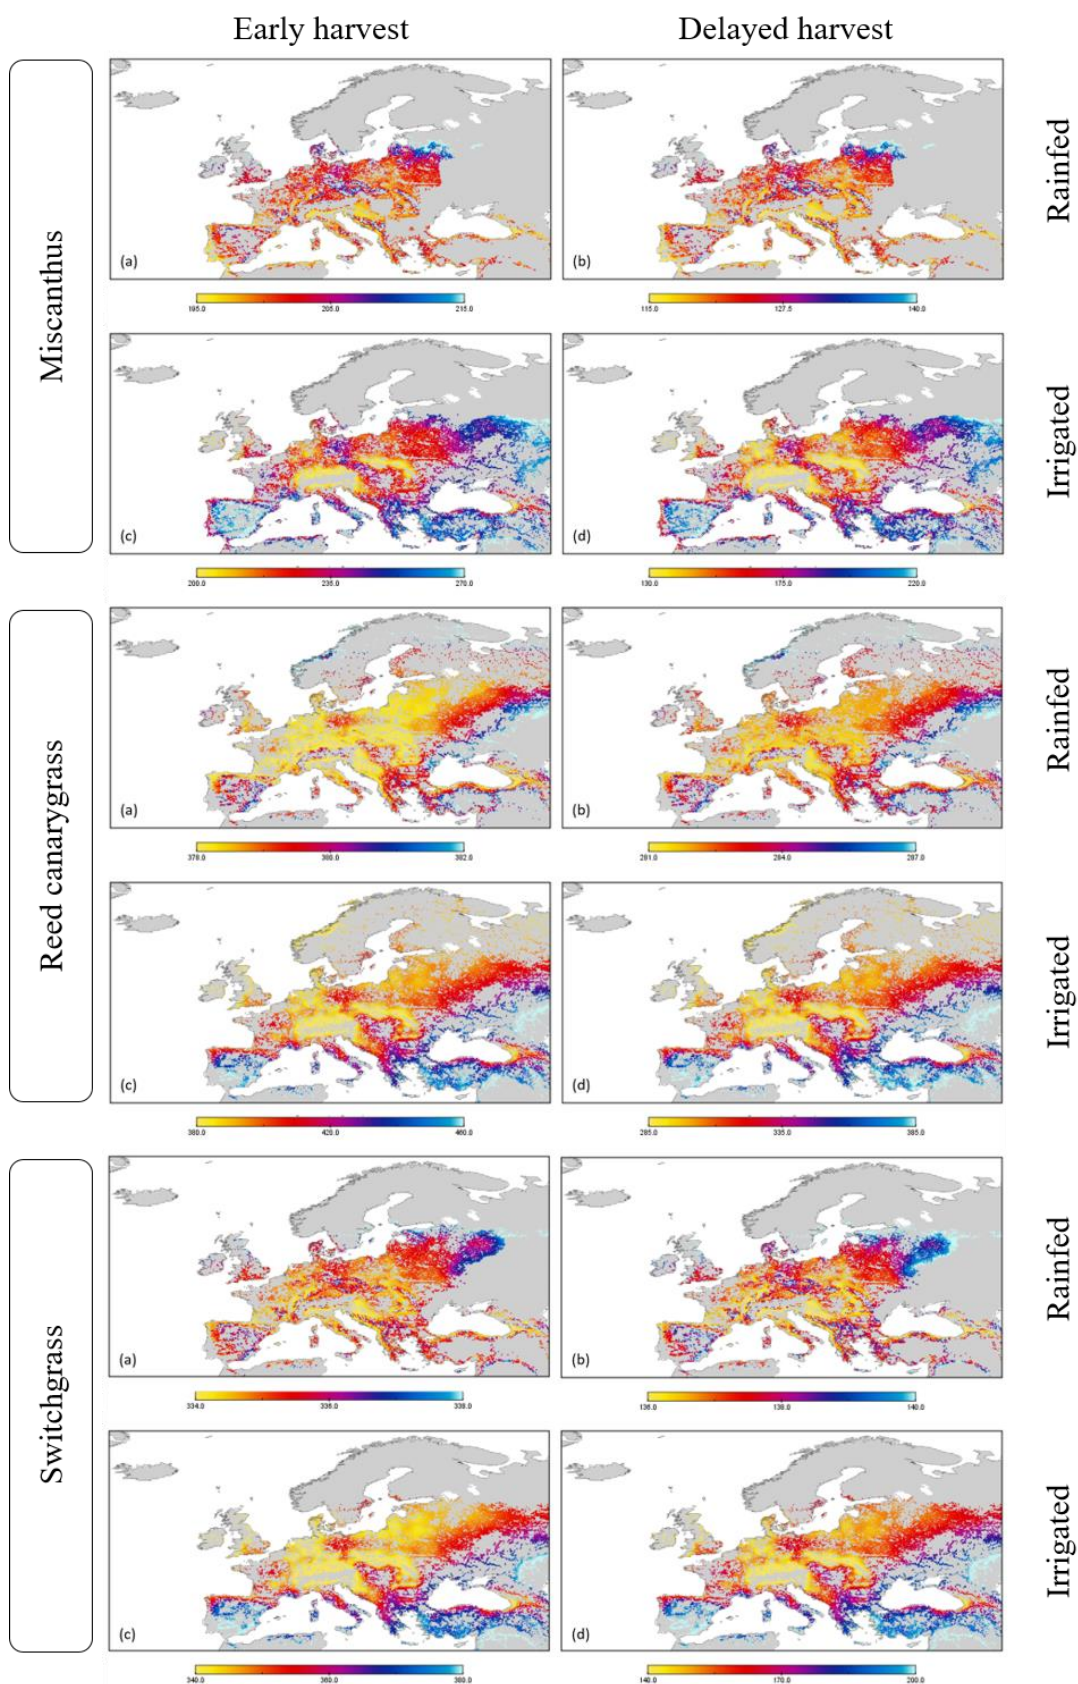 Early harvest Delayed harvest
Miscanthus
Rainfed
(a) (b)
195.0 205.0 215.0 115.0 127.5 140.0
Irrigated
(c) (d)
200.0 235.0 270.0 130.0 175.0 220.0
Reed canarygrass
Rainfed
(a) (b)
378.0 380.0 382.0 281.0 284.0 287.0
Irrigated
(c) (d)
380.0 420.0 460.0 285.0 335.0 385.0
Switchgrass
Rainfed
(a) (b)
334.0 336.0 338.0 136.0 138.0 140.0
Irrigated
(c) (d)
340.0 360.0 380.0 140.0 170.0 200.0